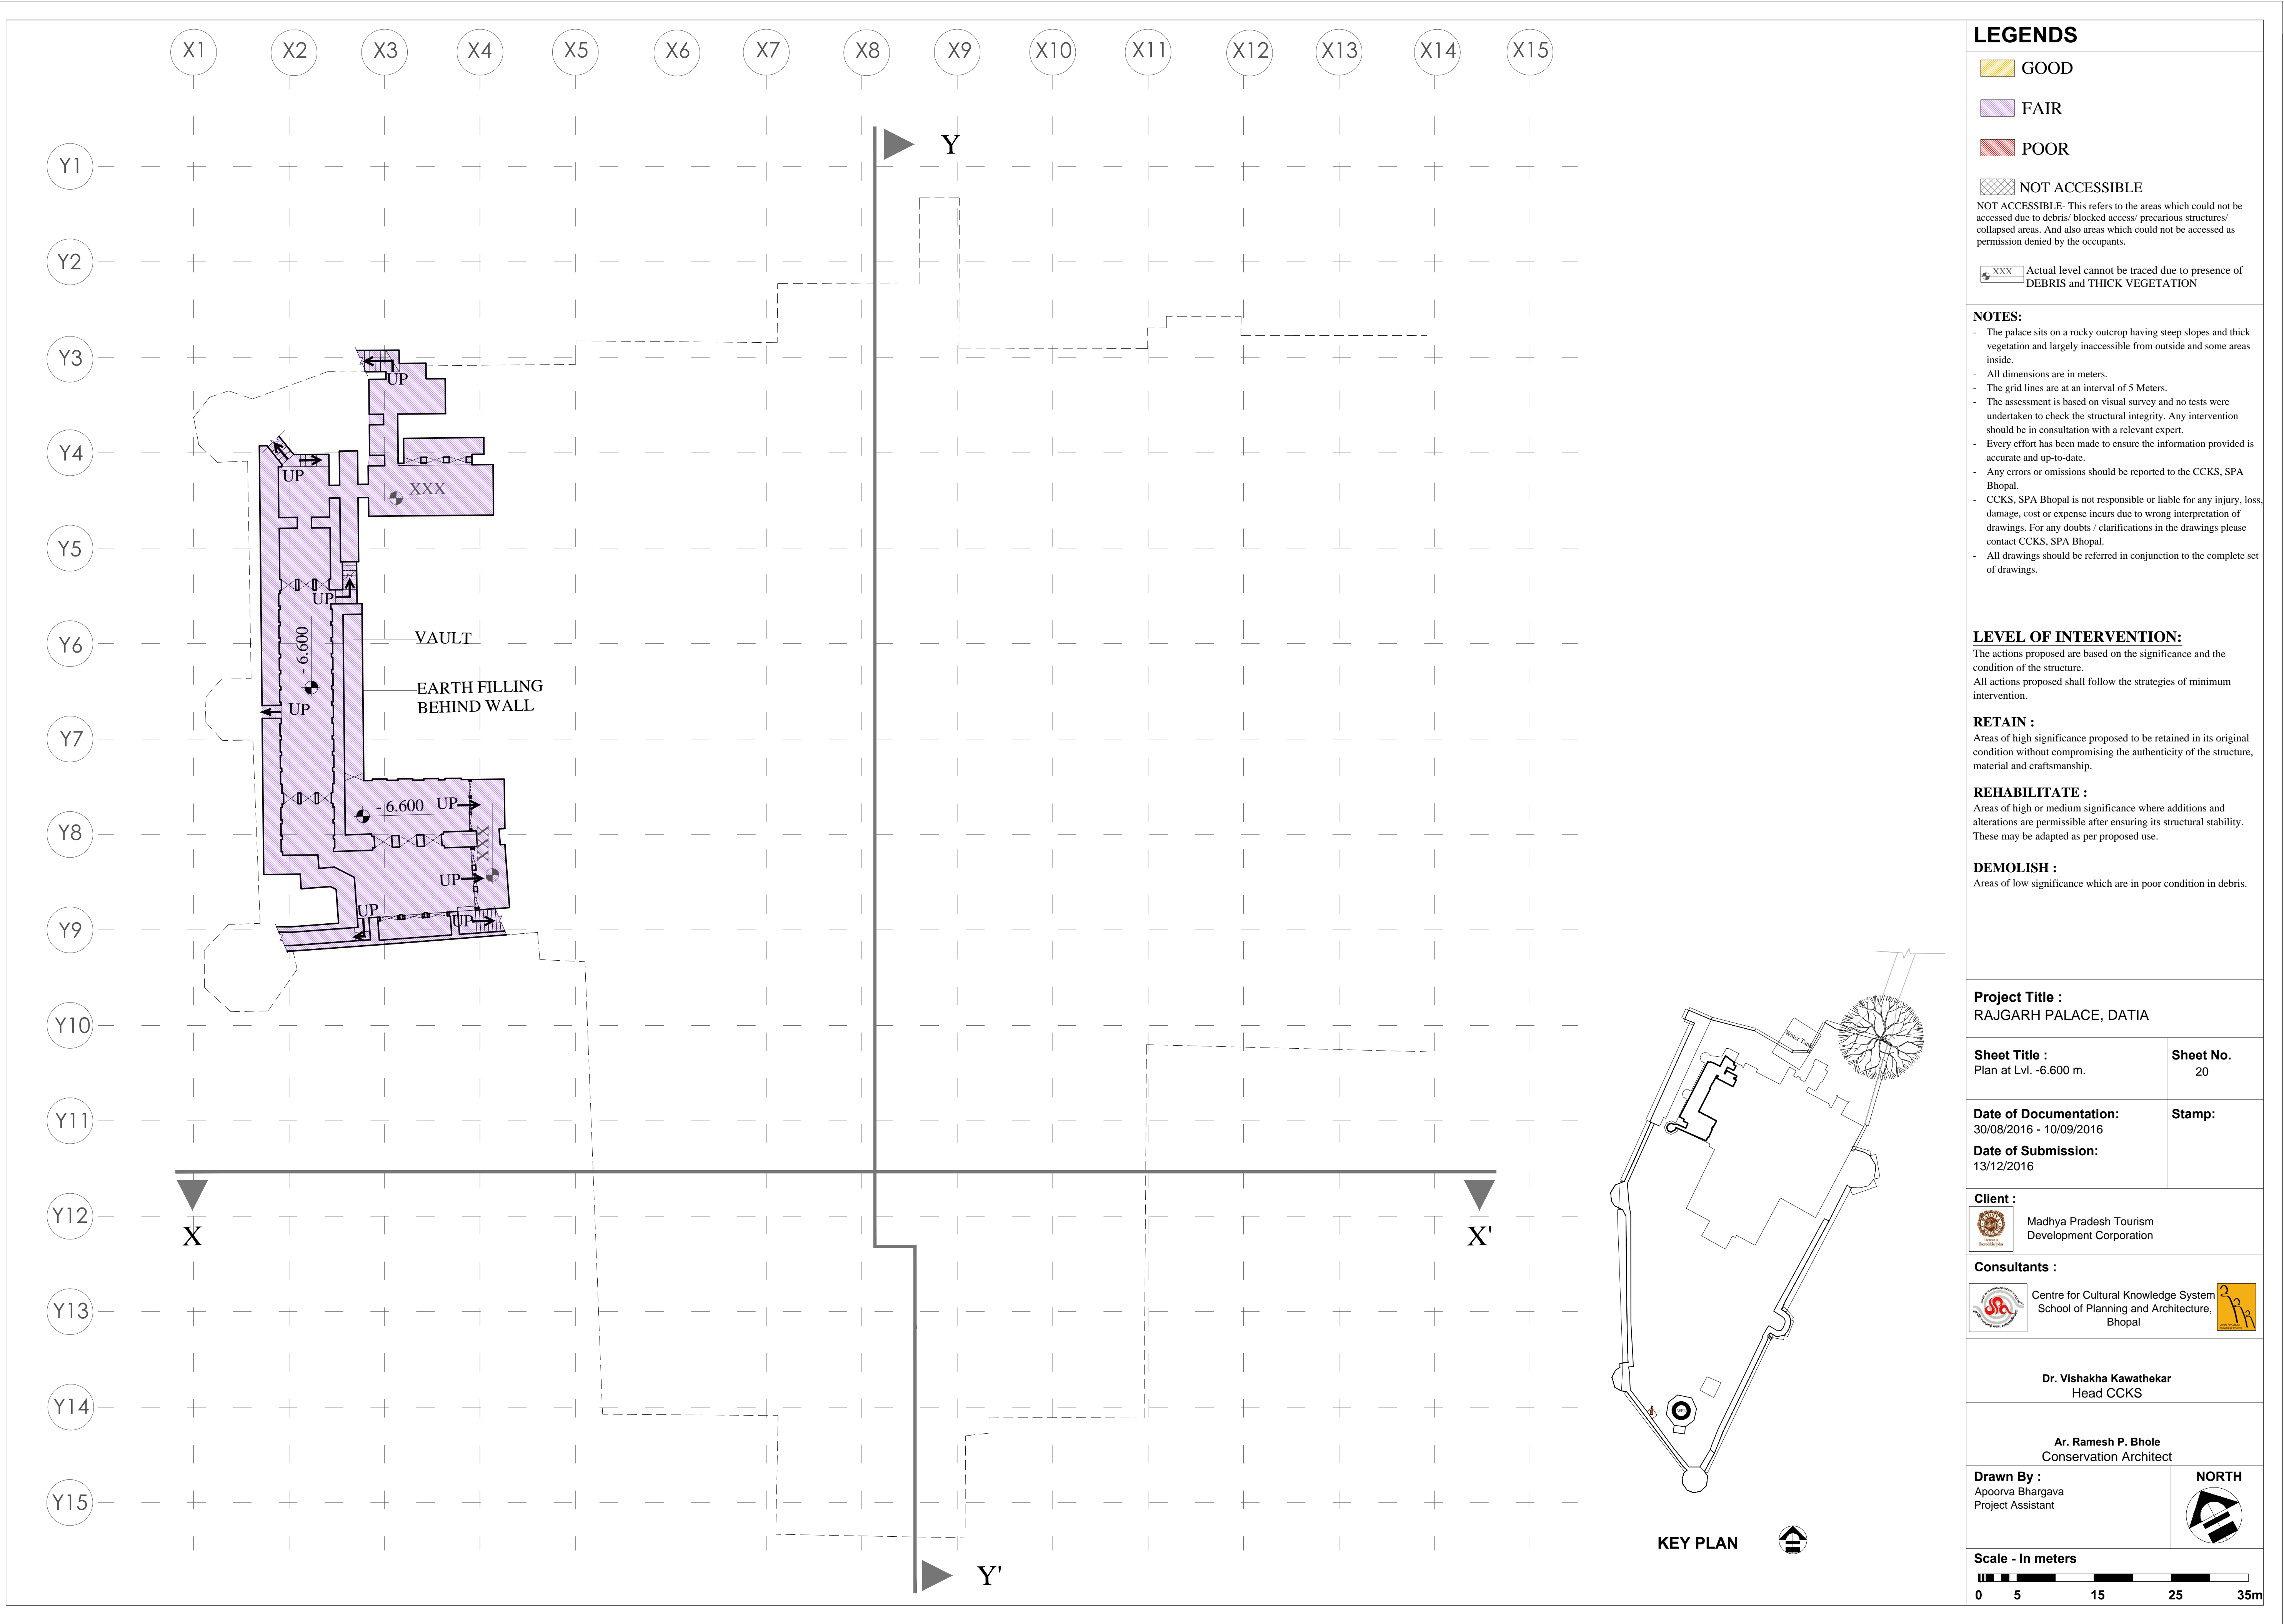 X1 X2 X3 X4 X5 X6 X7 X8 X9 X10 X11 X12 X13 X14 X15
Y
Y1
Y2
Y3
UP
Y4
UP
XXX
Y5
UP
- 6.600
VAULT
Y6
EARTH FILLING
BEHIND WALL
UP
Y7
- 6.600 UP
XXX
Y8
UP
UP
UP
Y9
Y10
Y11
Y12
X
X'
Y13
Y14
Y15
Y'
Water Tank
KEY PLAN
LEGENDS
GOOD
FAIR
POOR
NOT ACCESSIBLE
NOT ACCESSIBLE- This refers to the areas which could not be
accessed due to debris/ blocked access/ precarious structures/
collapsed areas. And also areas which could not be accessed as
permission denied by the occupants.
XXX Actual level cannot be traced due to presence of
DEBRIS and THICK VEGETATION
NOTES:
- The palace sits on a rocky outcrop having steep slopes and thick
vegetation and largely inaccessible from outside and some areas
inside.
- All dimensions are in meters.
- The grid lines are at an interval of 5 Meters.
- The assessment is based on visual survey and no tests were
undertaken to check the structural integrity. Any intervention
should be in consultation with a relevant expert.
- Every effort has been made to ensure the information provided is
accurate and up-to-date.
- Any errors or omissions should be reported to the CCKS, SPA
Bhopal.
- CCKS, SPA Bhopal is not responsible or liable for any injury, loss,
damage, cost or expense incurs due to wrong interpretation of
drawings. For any doubts / clarifications in the drawings please
contact CCKS, SPA Bhopal.
- All drawings should be referred in conjunction to the complete set
of drawings.
LEVEL OF INTERVENTION:
The actions proposed are based on the significance and the
condition of the structure.
All actions proposed shall follow the strategies of minimum
intervention.
RETAIN :
Areas of high significance proposed to be retained in its original
condition without compromising the authenticity of the structure,
material and craftsmanship.
REHABILITATE :
Areas of high or medium significance where additions and
alterations are permissible after ensuring its structural stability.
These may be adapted as per proposed use.
DEMOLISH :
Areas of low significance which are in poor condition in debris.
Project Title :
RAJGARH PALACE, DATIA
Sheet Title :
Plan at Lvl. -6.600 m.
Sheet No.
20
Date of Documentation:
30/08/2016 - 10/09/2016
Date of Submission:
13/12/2016
Stamp:
Client :
Madhya Pradesh Tourism
Development Corporation
Consultants :
Centre for Cultural Knowledge System
School of Planning and Architecture,
Bhopal
Dr. Vishakha Kawathekar
Head CCKS
Ar. Ramesh P. Bhole
Conservation Architect
Drawn By :
Apoorva Bhargava
Project Assistant
NORTH
Scale - In meters
0 5 15 25 35m